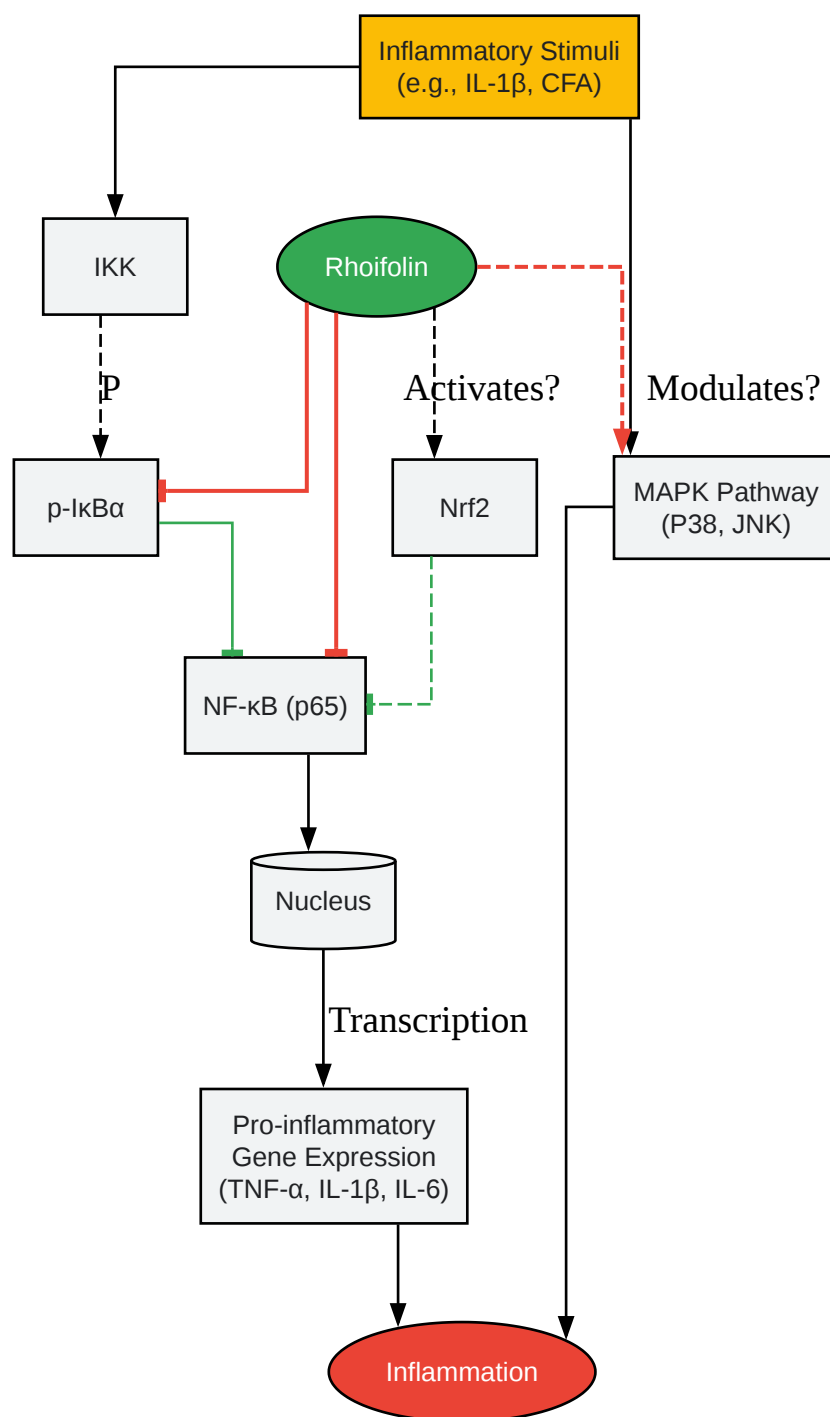 Inflammatory Stimuli
(e.g., IL-1β, CFA)
IKK
Rhoifolin
P
Activates?
Modulates?
p-IκBα
Nrf2
MAPK Pathway
(P38, JNK)
NF-κB (p65)
Nucleus
Transcription
Pro-inflammatory
Gene Expression
(TNF-α, IL-1β, IL-6)
Inflammation